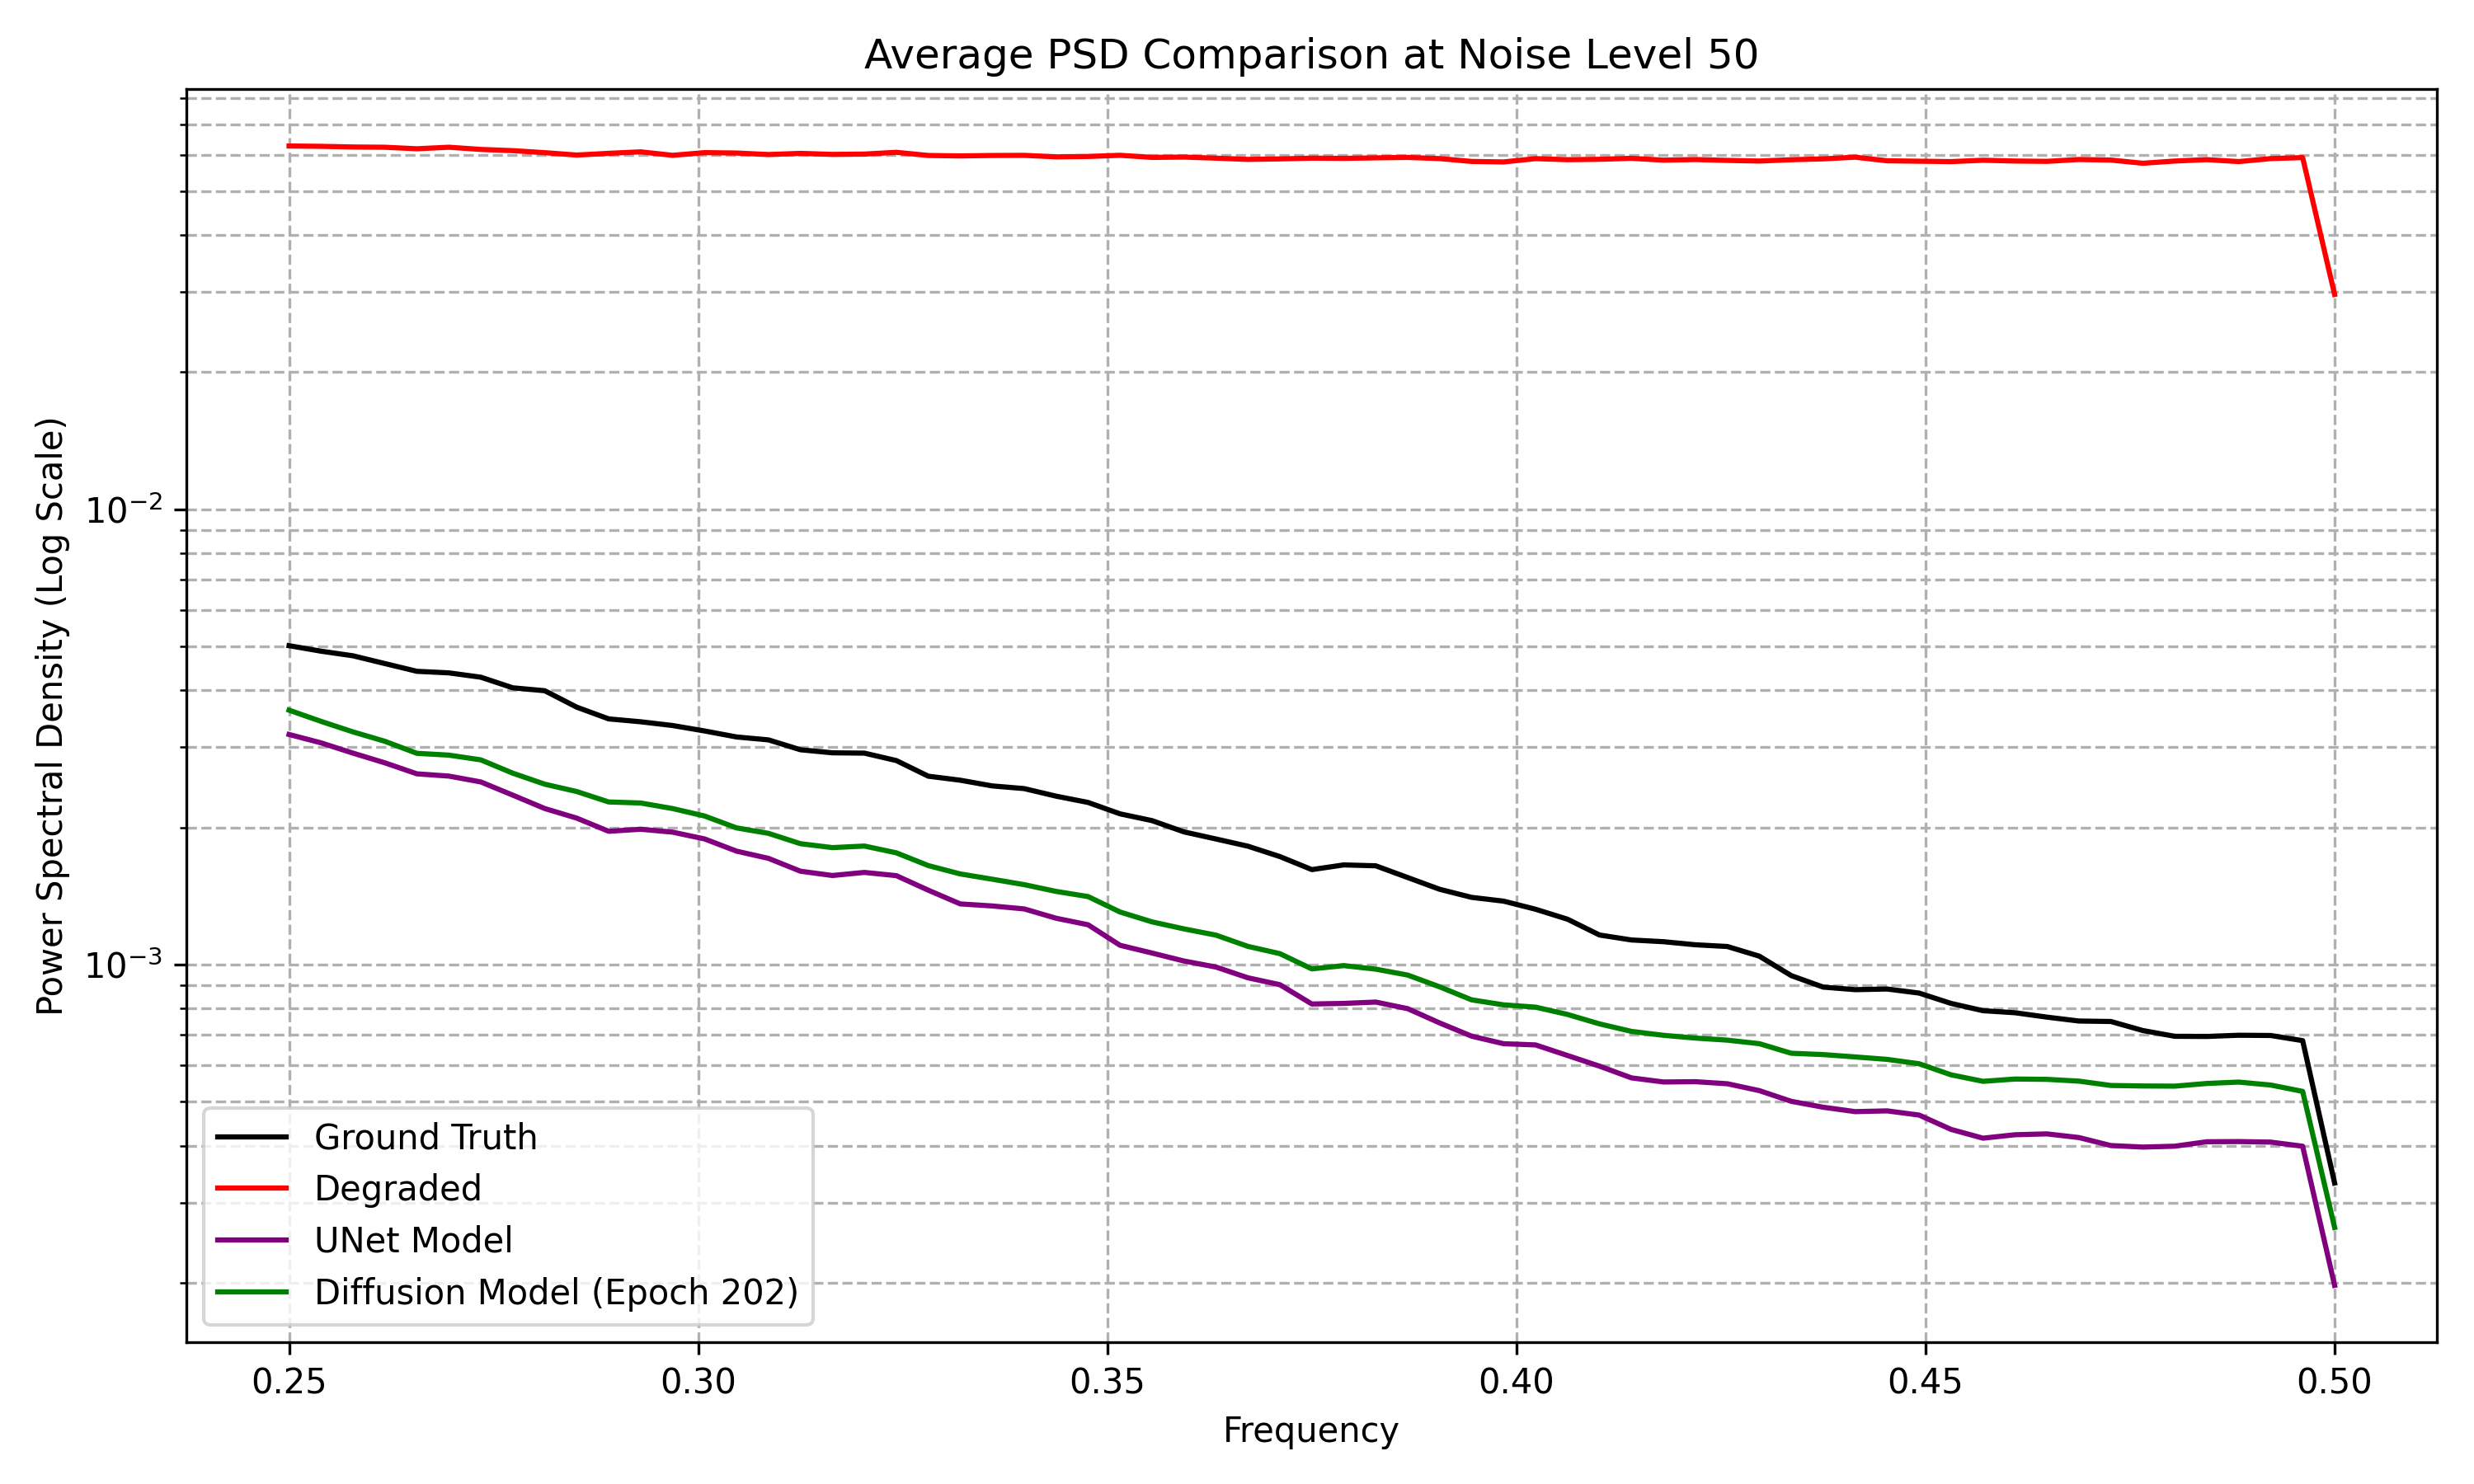 Average PSD Comparison at Noise Level 50
Power Spectral Density (Log Scale)
10⁻²
10⁻³
Ground Truth
Degraded
UNet Model
Diffusion Model (Epoch 202)
0.25 0.30 0.35 0.40 0.45 0.50
Frequency